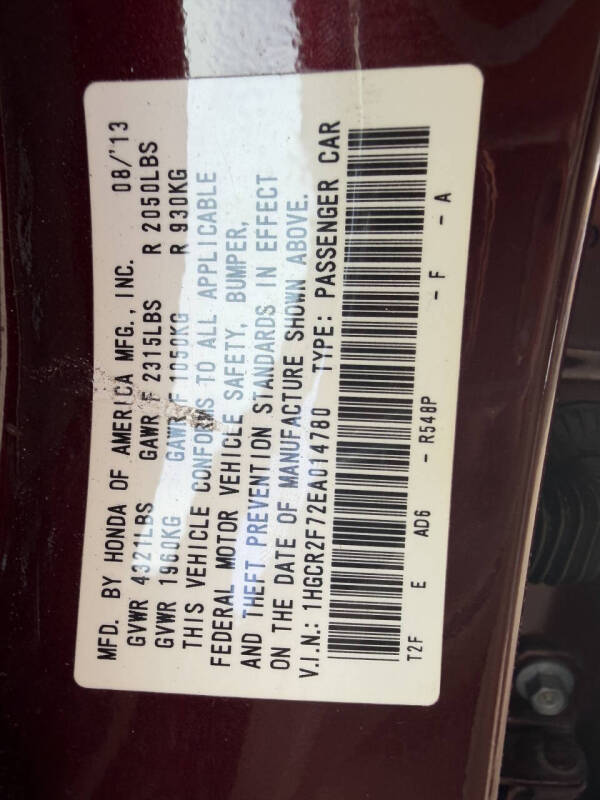 MFD. BY HONDA OF AMERICA MFG., INC. 08/'13
GVWR 4321LBS GAWR F 2315LBS R 2050LBS
GVWR 1960KG GAWR F 1050KG R 930KG
THIS VEHICLE CONFORMS TO ALL APPLICABLE
FEDERAL MOTOR VEHICLE SAFETY, BUMPER,
AND THEFT PREVENTION STANDARDS IN EFFECT
ON THE DATE OF MANUFACTURE SHOWN ABOVE.
V.I.N.: 1HGCR2F72EA014780 TYPE: PASSENGER CAR
T2F E AD6 - R548P - F - A